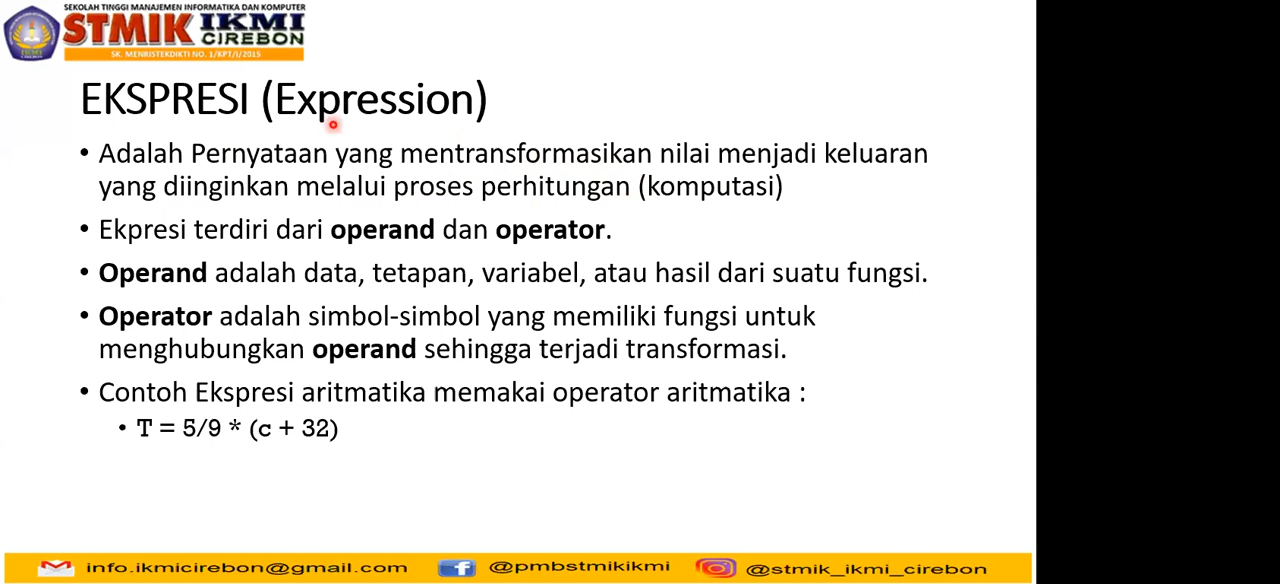 SEKOLAH TINGGI MANAJEMEN INFORMATIKA DAN KOMPUTER
STMIK IKMI
CIREBON
SK. MENRISTEKDIKTI NO. 1/KPT/I/2015
EKSPRESI (Expression)
• Adalah Pernyataan yang mentransformasikan nilai menjadi keluaran
yang diinginkan melalui proses perhitungan (komputasi)
• Ekpresi terdiri dari operand dan operator.
• Operand adalah data, tetapan, variabel, atau hasil dari suatu fungsi.
• Operator adalah simbol-simbol yang memiliki fungsi untuk
menghubungkan operand sehingga terjadi transformasi.
• Contoh Ekspresi aritmatika memakai operator aritmatika :
• T = 5/9 * (c + 32)
info.ikmicirebon@gmail.com @pmbstmikikmi @stmik_ikmi_cirebon